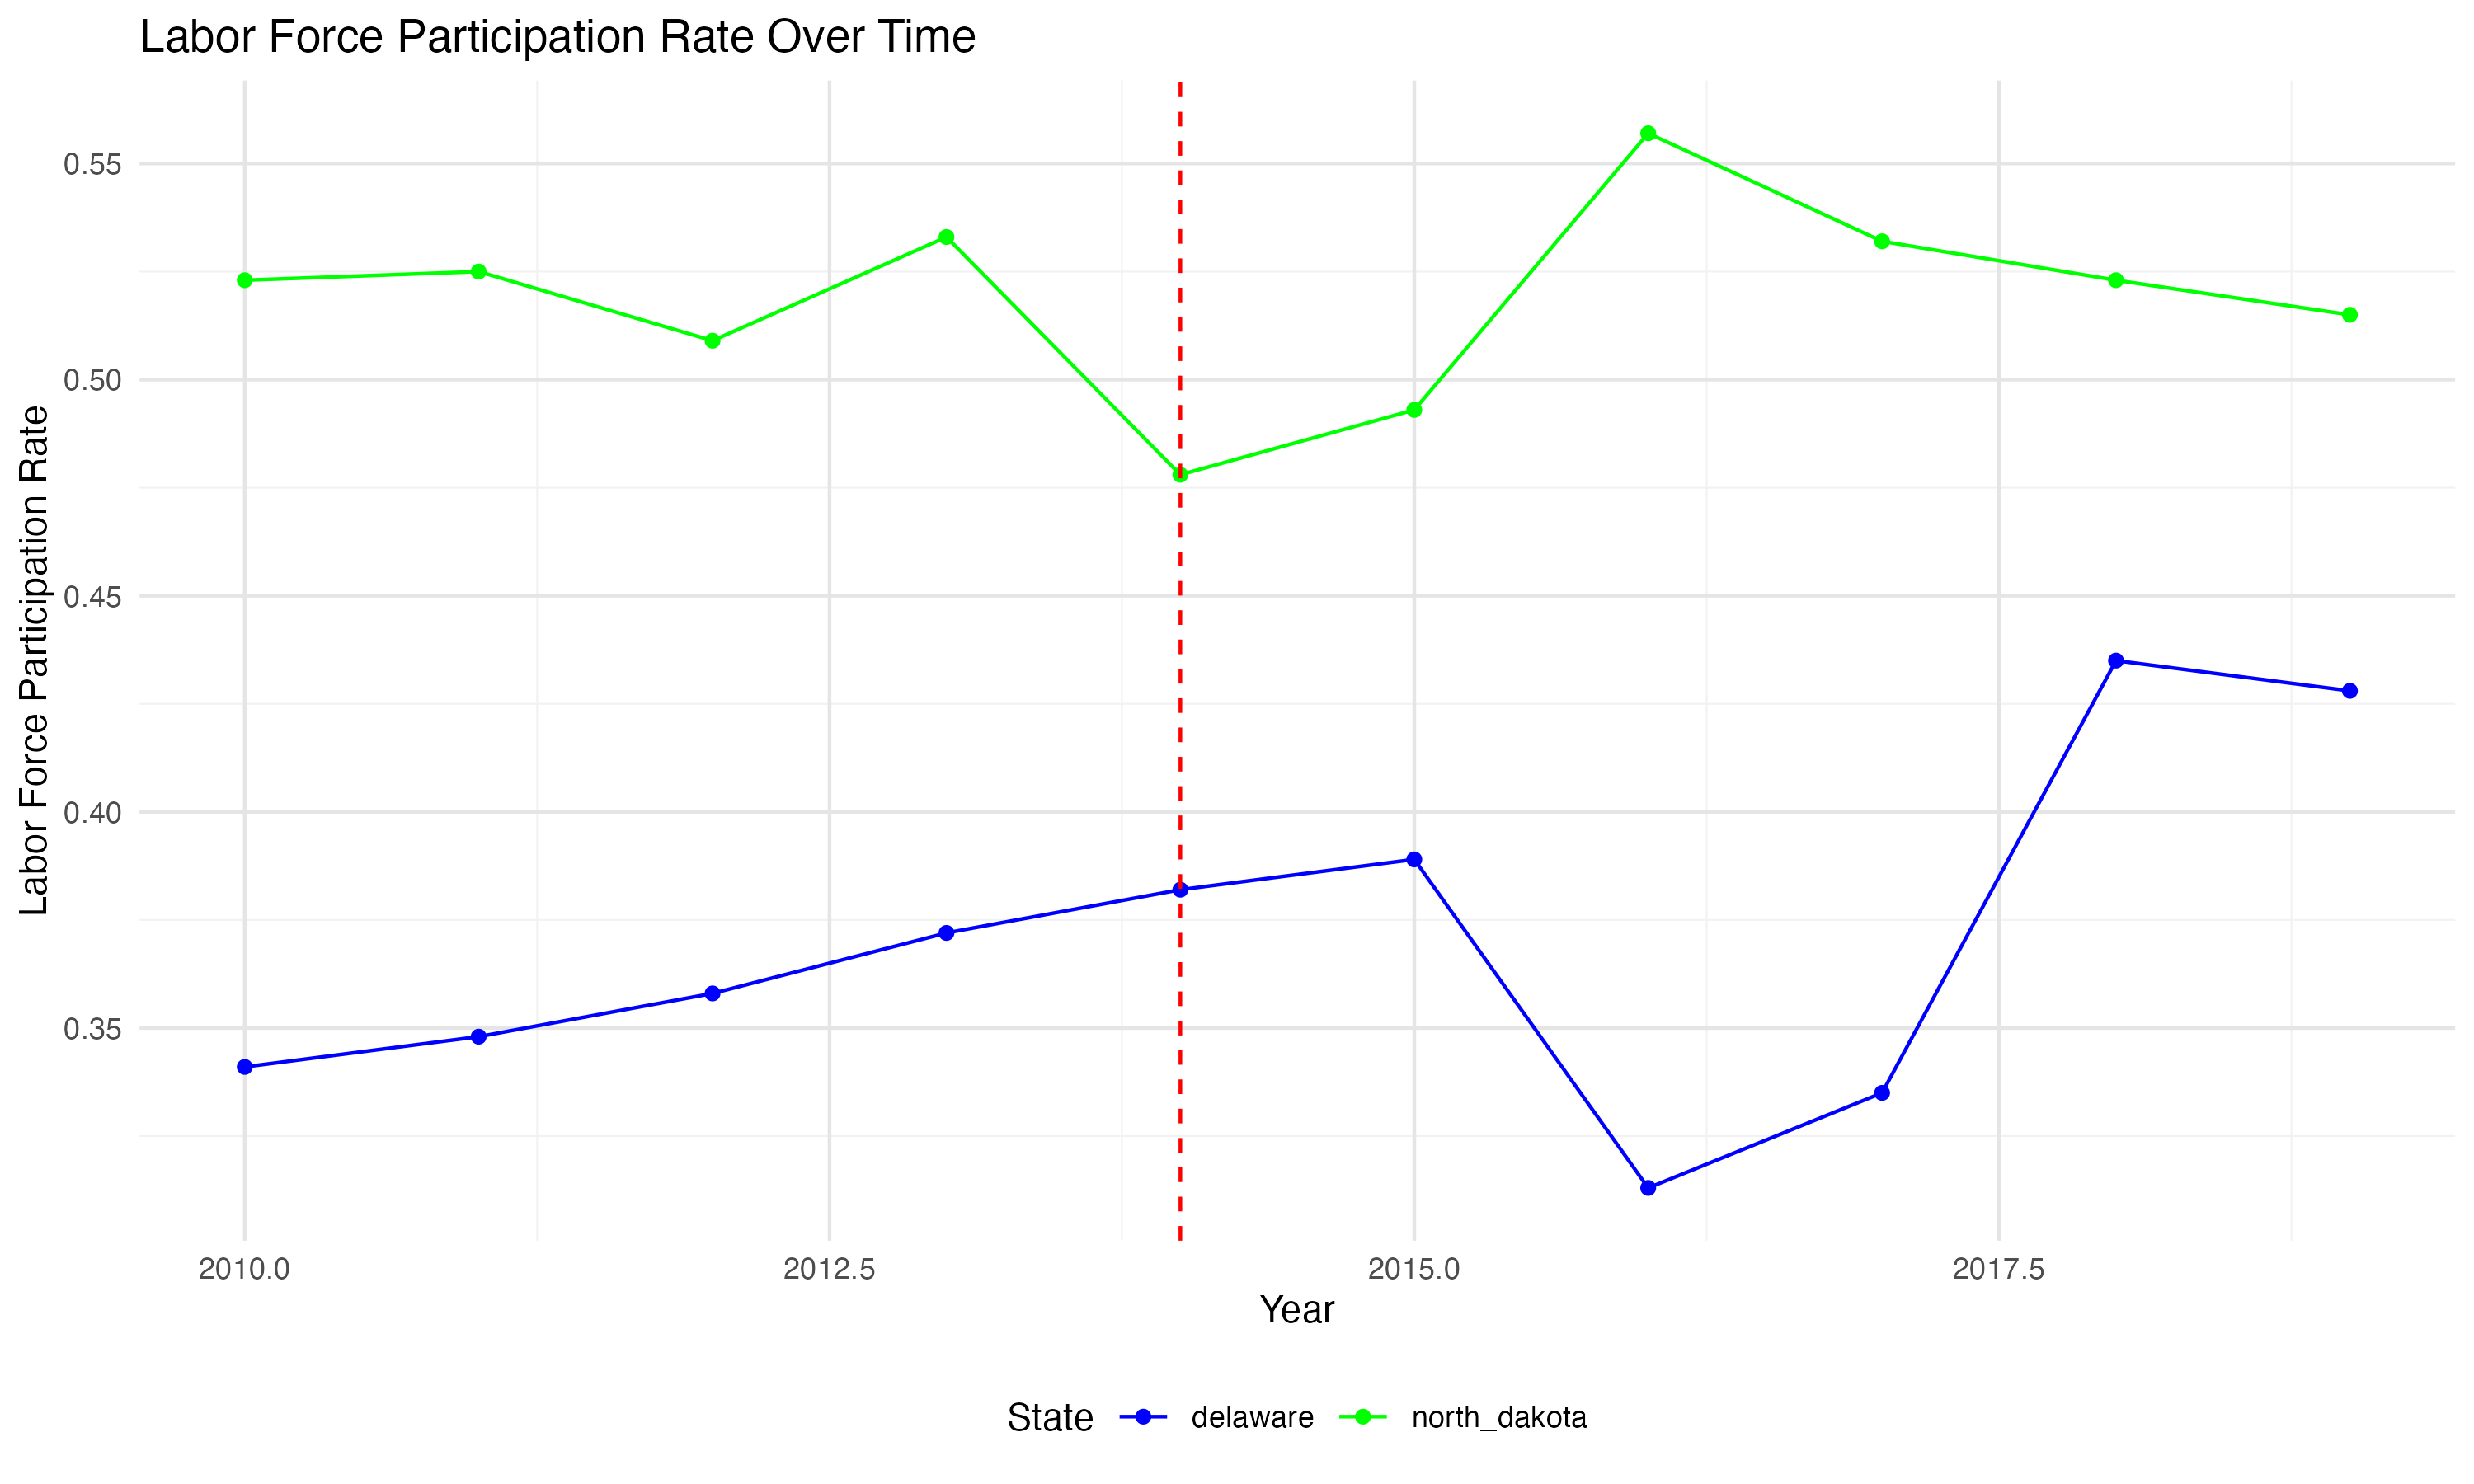 Labor Force Participation Rate Over Time
Labor Force Participation Rate
0.55
0.50
0.45
0.40
0.35
2010.0 2012.5 2015.0 2017.5
Year
State delaware north_dakota